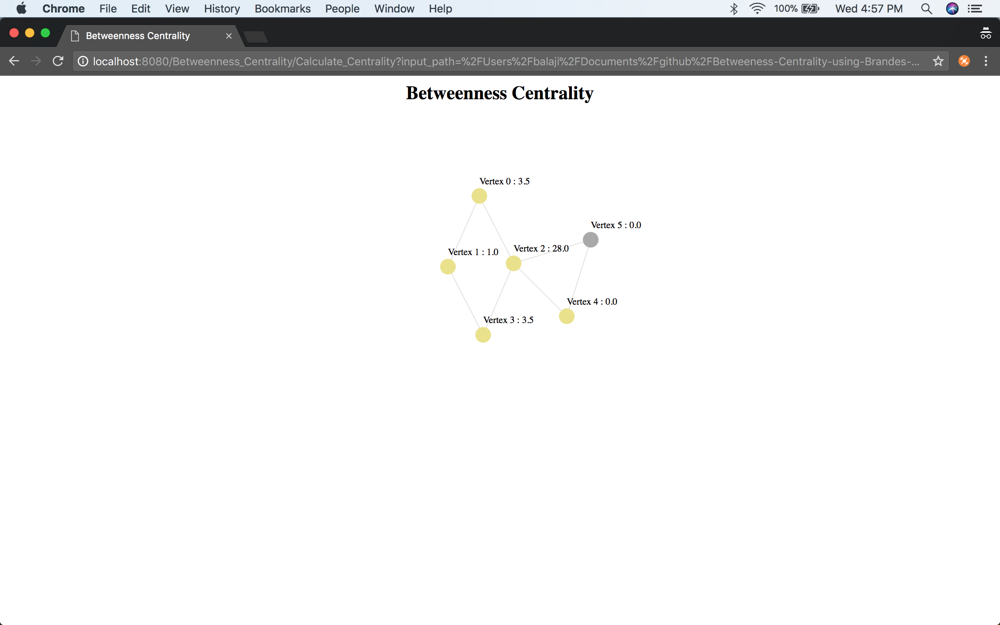 Chrome File Edit View History Bookmarks People Window Help 100% Wed 4:57 PM
Betweenness Centrality
localhost:8080/Betweenness_Centrality/Calculate_Centrality?input_path=%2FUsers%2Fbalaji%2FDocuments%2Fgithub%2FBetweeness-Centrality-using-Brandes-...
Betweenness Centrality
Vertex 0 : 3.5
Vertex 5 : 0.0
Vertex 2 : 28.0
Vertex 1 : 1.0
Vertex 4 : 0.0
Vertex 3 : 3.5